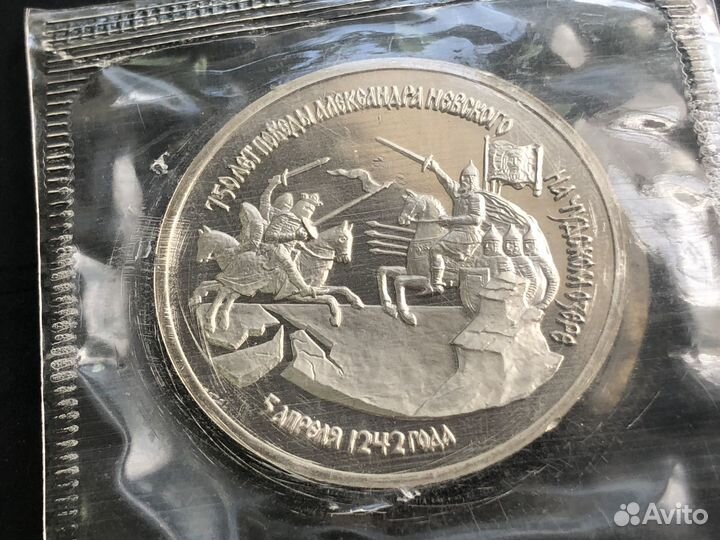 750 ЛЕТ ПОБЕДЫ АЛЕКСАНДРА НЕВСКОГО
НА ЧУДСКОМ ОЗЕРЕ
5 АПРЕЛЯ 1242 ГОДА
Avito